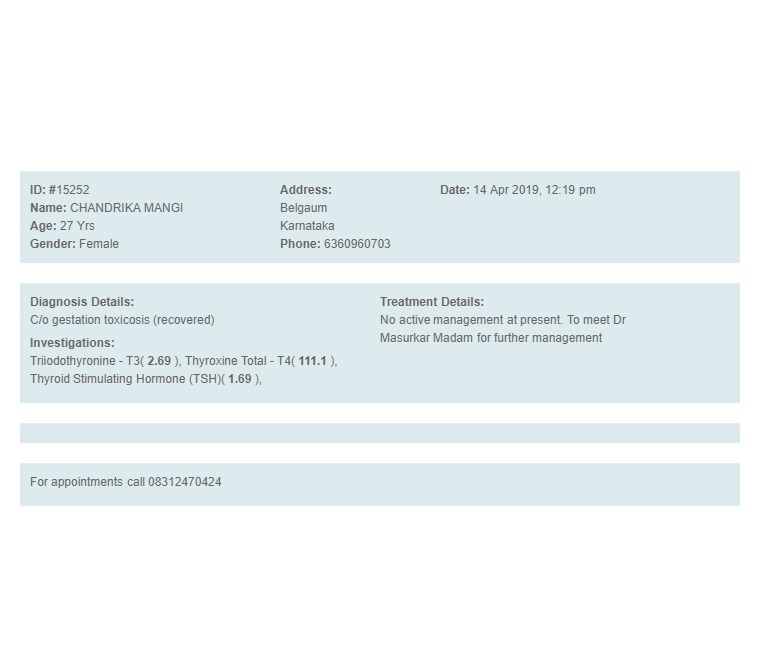 ID: #15252
Name: CHANDRIKA MANGI
Age: 27 Yrs
Gender: Female
Address:
Belgaum
Karnataka
Phone: 6360960703
Date: 14 Apr 2019, 12:19 pm
Diagnosis Details:
C/o gestation toxicosis (recovered)
Investigations:
Triiodothyronine - T3( 2.69 ), Thyroxine Total - T4( 111.1 ),
Thyroid Stimulating Hormone (TSH)( 1.69 ),
Treatment Details:
No active management at present. To meet Dr
Masurkar Madam for further management
For appointments call 08312470424